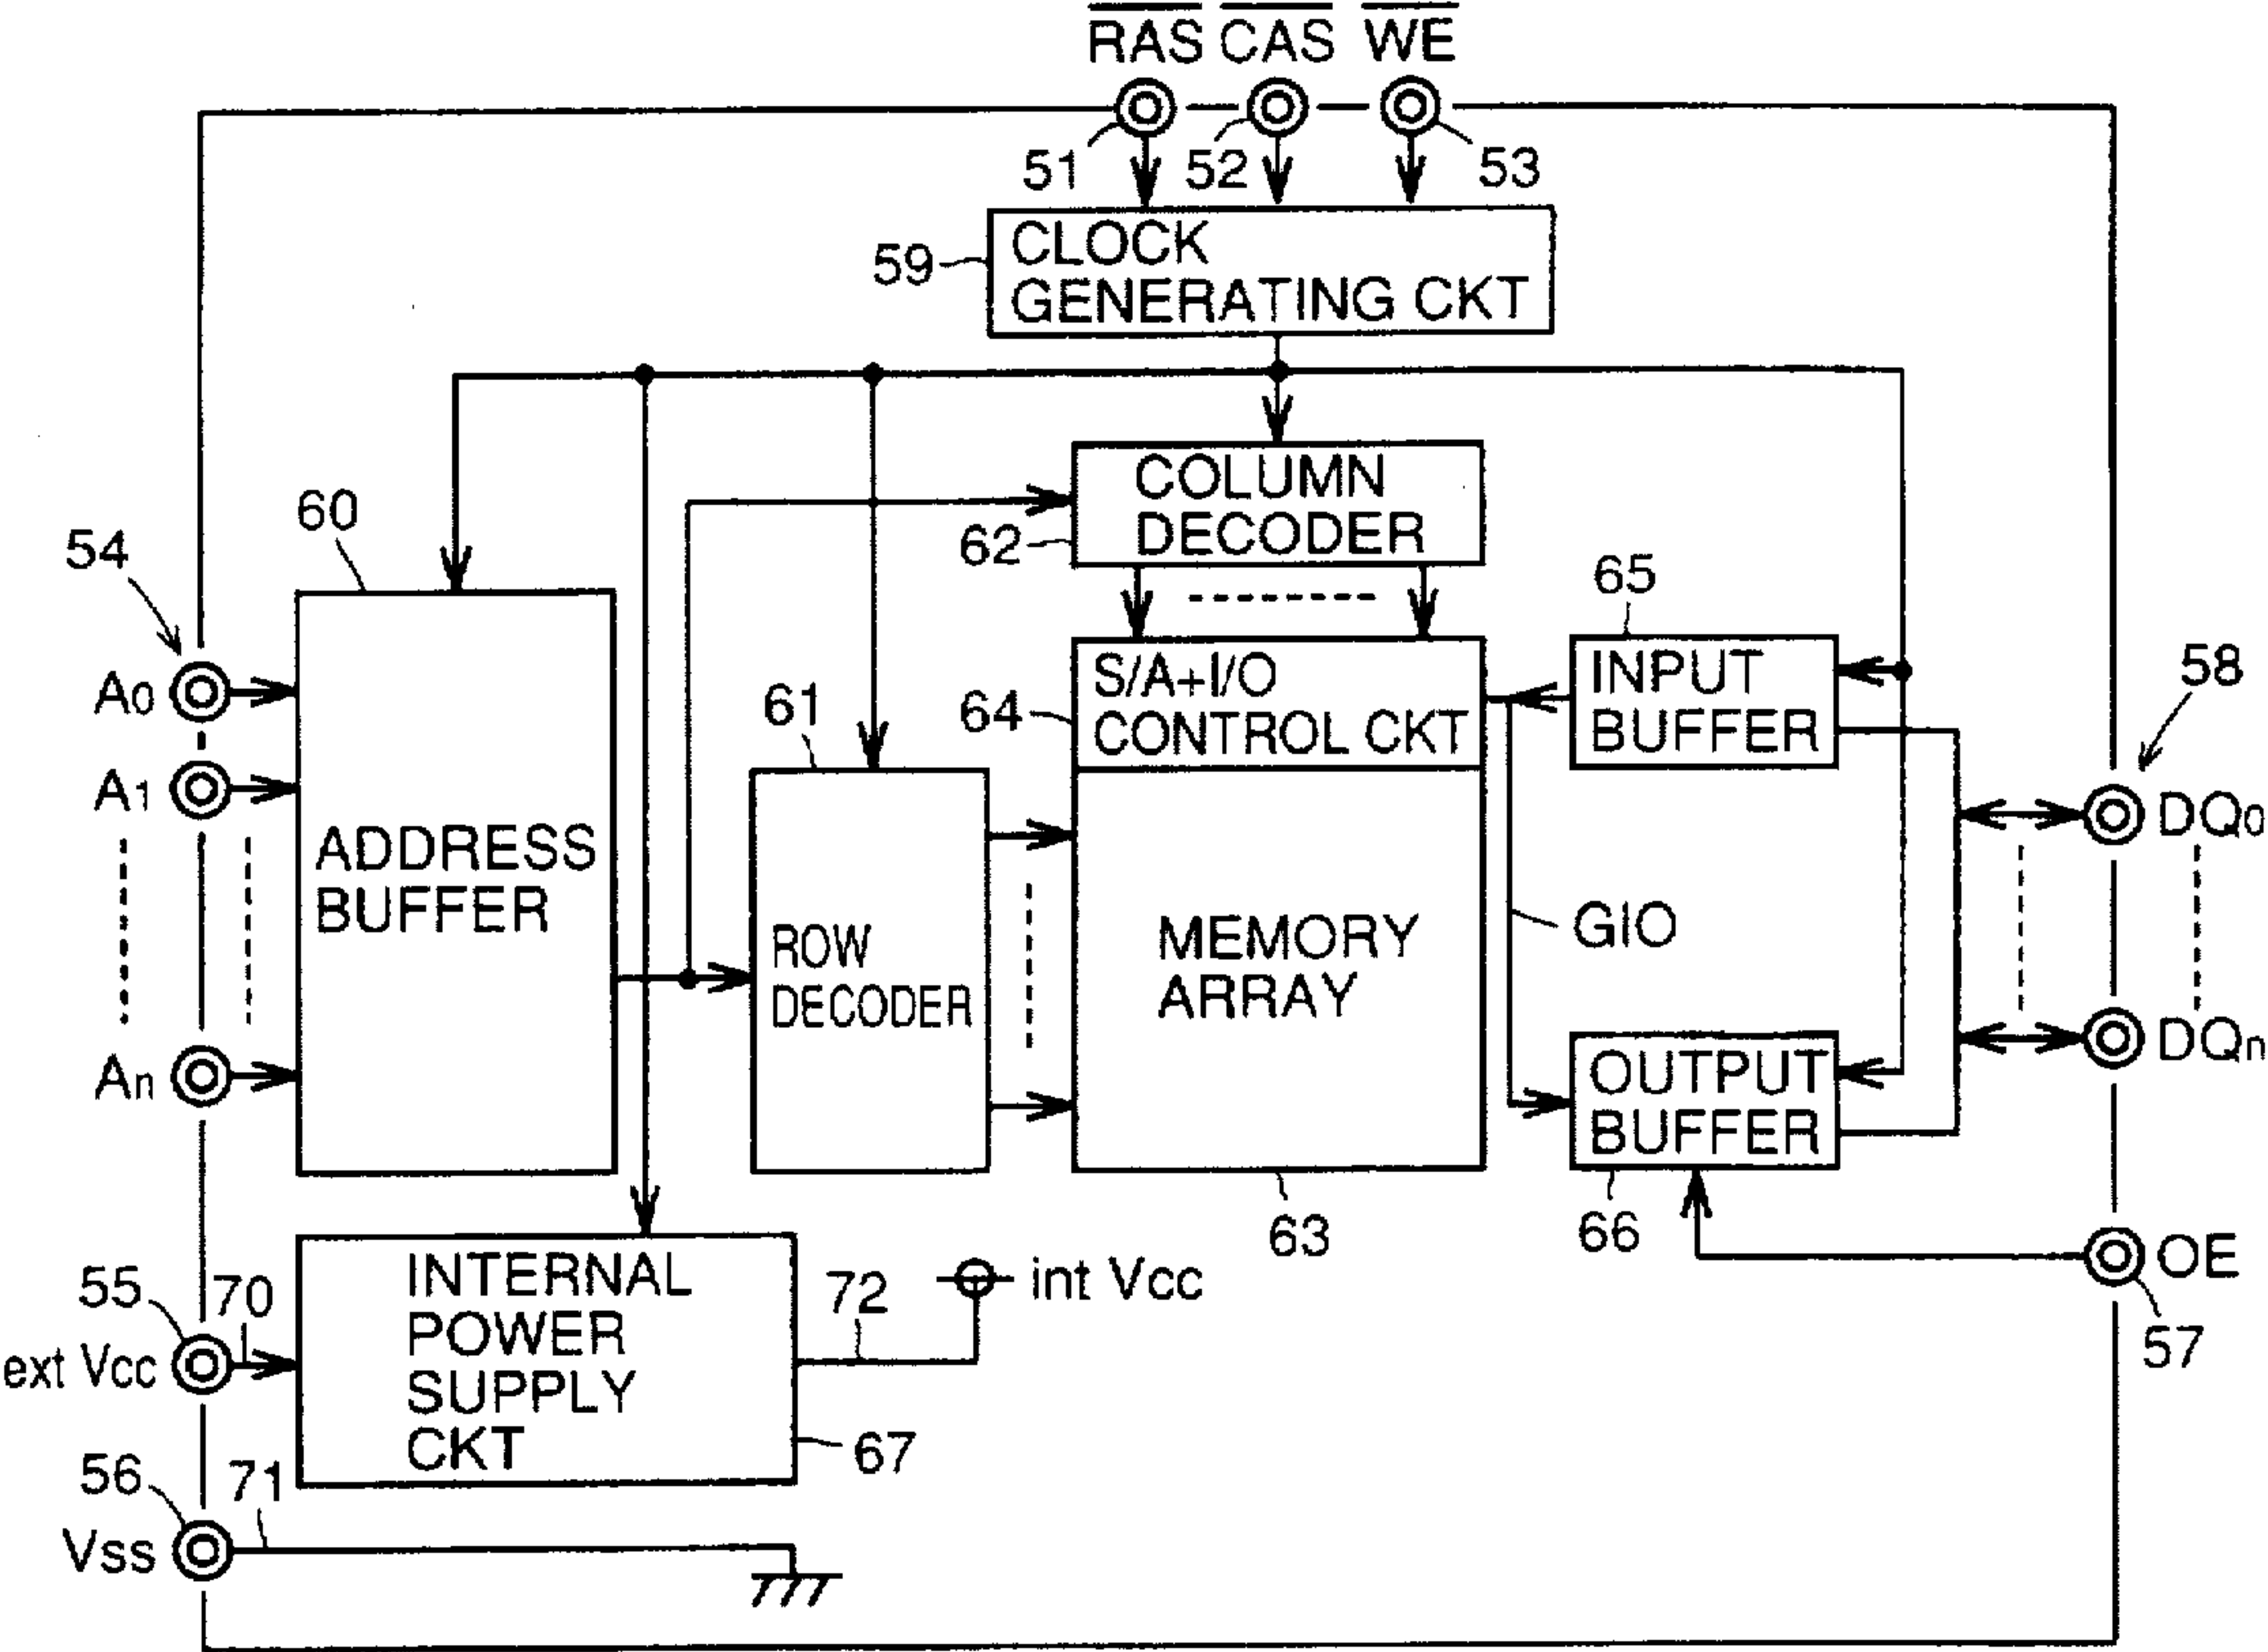 RAS CAS WE
51
52
53
59
CLOCK
GENERATING CKT
60
54
62
COLUMN
DECODER
65
58
A0
61
64
S/A+I/O
CONTROL CKT
INPUT
BUFFER
A1
DQ0
ADDRESS
BUFFER
ROW
DECODER
MEMORY
ARRAY
GIO
An
OUTPUT
BUFFER
DQn
63
66
OE
57
55
70
ext Vcc
INTERNAL
POWER
SUPPLY
CKT
72
int Vcc
67
56
71
Vss